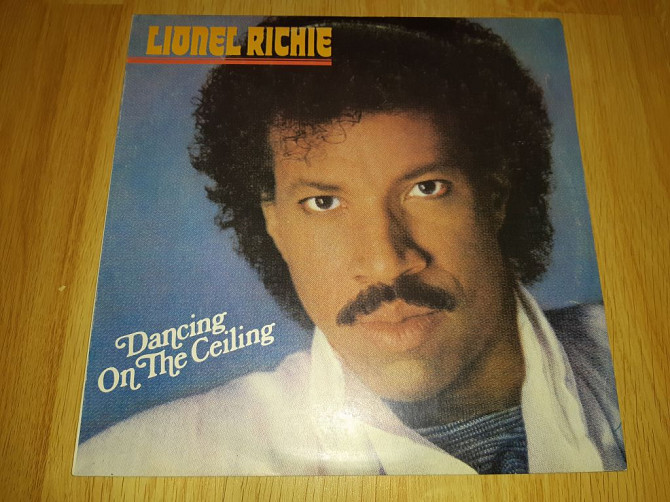 LIONEL RICHIE
Dancing
On The Ceiling